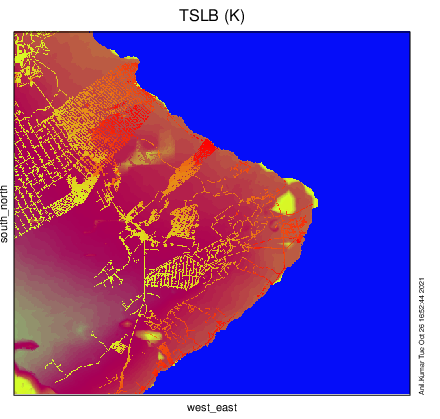 TSLB (K)
south_north
west_east
Anil.Kumar Tue Oct 26 16:52:44 2021